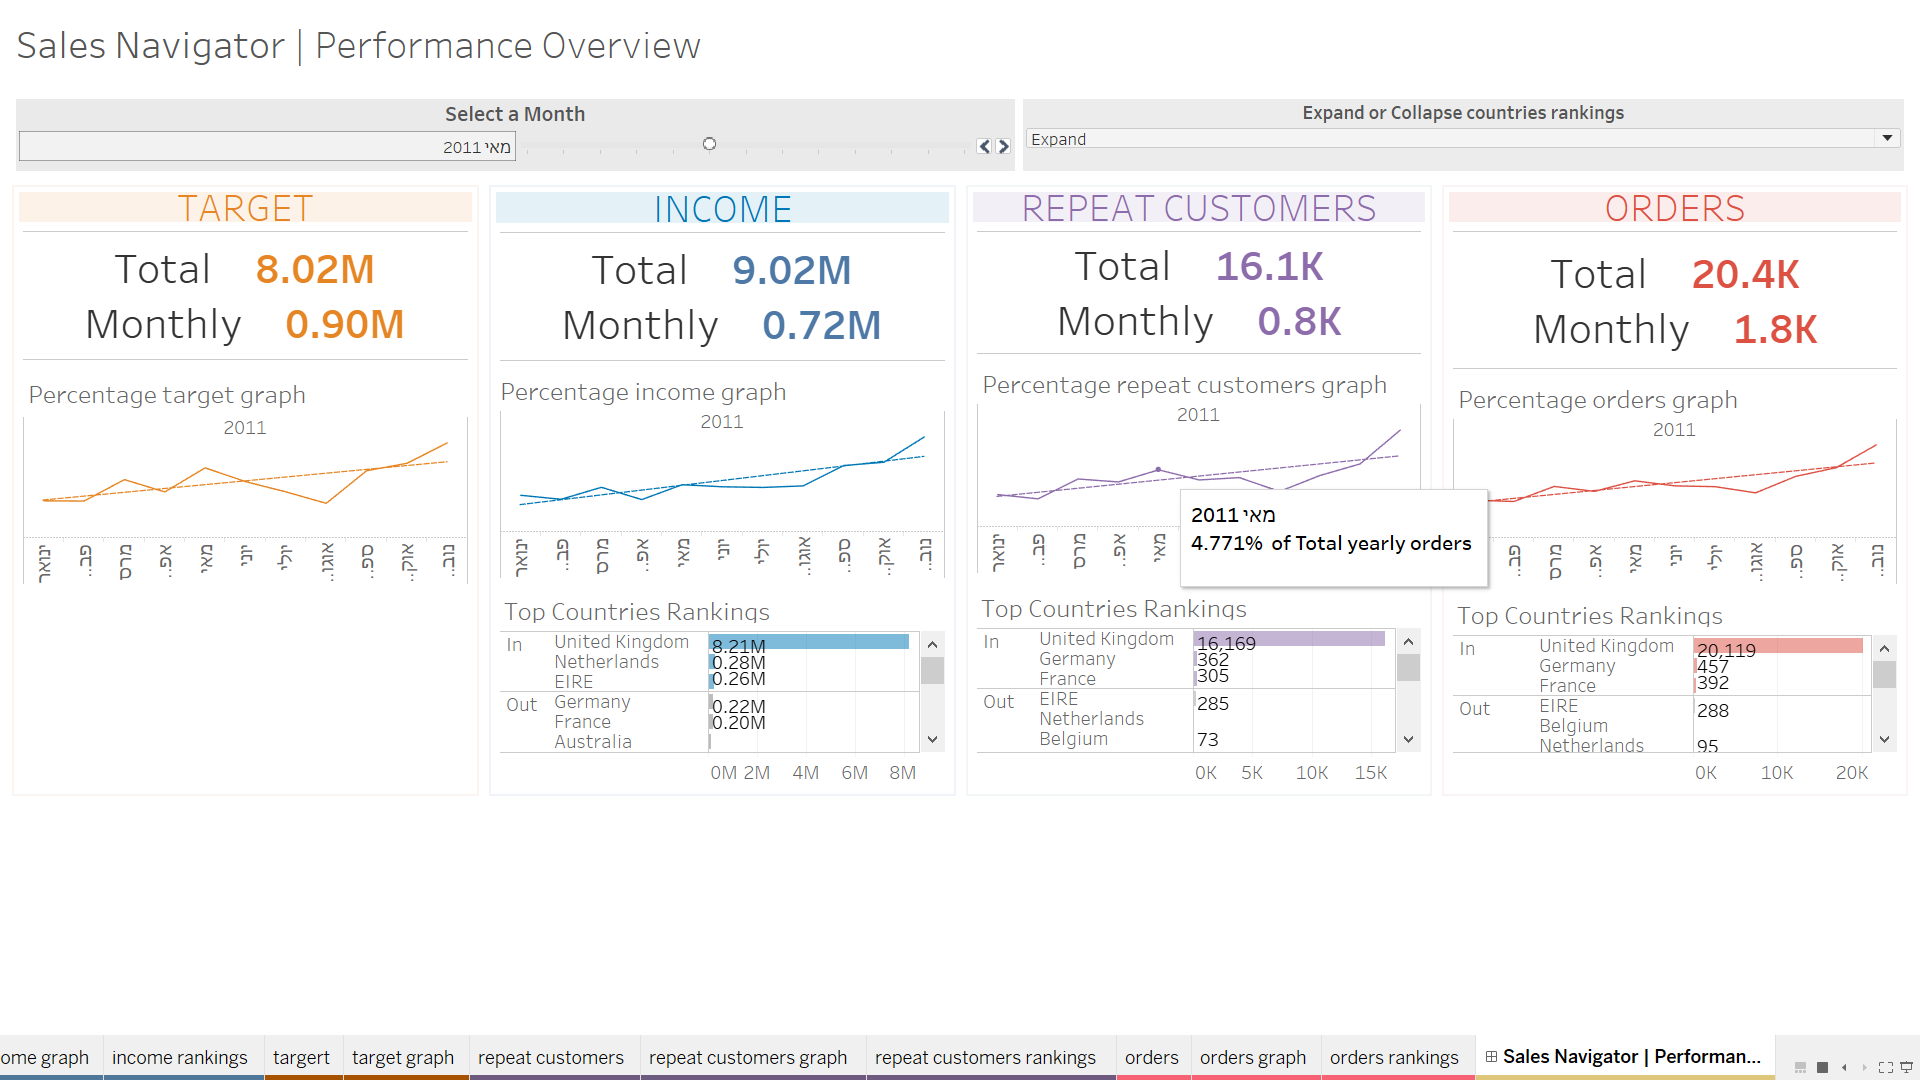 Sales Navigator | Performance Overview
Select a Month
מאי 2011
Expand or Collapse countries rankings
Expand
TARGET
Total 8.02M
Monthly 0.90M
Percentage target graph
2011
ינואר
פב..
מרס
אפ..
מאי
יוני
יולי
אוגו..
ספ..
אוק..
נוב..
INCOME
Total 9.02M
Monthly 0.72M
Percentage income graph
2011
ינואר
פב..
מרס
אפ..
מאי
יוני
יולי
אוגו..
ספ..
אוק..
נוב..
Top Countries Rankings
In United Kingdom 8.21M
Netherlands 0.28M
EIRE 0.26M
Out Germany 0.22M
France 0.20M
Australia
0M 2M 4M 6M 8M
REPEAT CUSTOMERS
Total 16.1K
Monthly 0.8K
Percentage repeat customers graph
2011
ינואר
פב..
מרס
אפ..
מאי
מאי 2011
4.771% of Total yearly orders
Top Countries Rankings
In United Kingdom 16,169
Germany 362
France 305
Out EIRE 285
Netherlands
Belgium 73
0K 5K 10K 15K
ORDERS
Total 20.4K
Monthly 1.8K
Percentage orders graph
2011
פב..
מרס
אפ..
מאי
יוני
יולי
אוגו..
ספ..
אוק..
נוב..
Top Countries Rankings
In United Kingdom 20,119
Germany 457
France 392
Out EIRE 288
Belgium
Netherlands 95
0K 10K 20K
ome graph
income rankings
targert
target graph
repeat customers
repeat customers graph
repeat customers rankings
orders
orders graph
orders rankings
Sales Navigator | Performan...